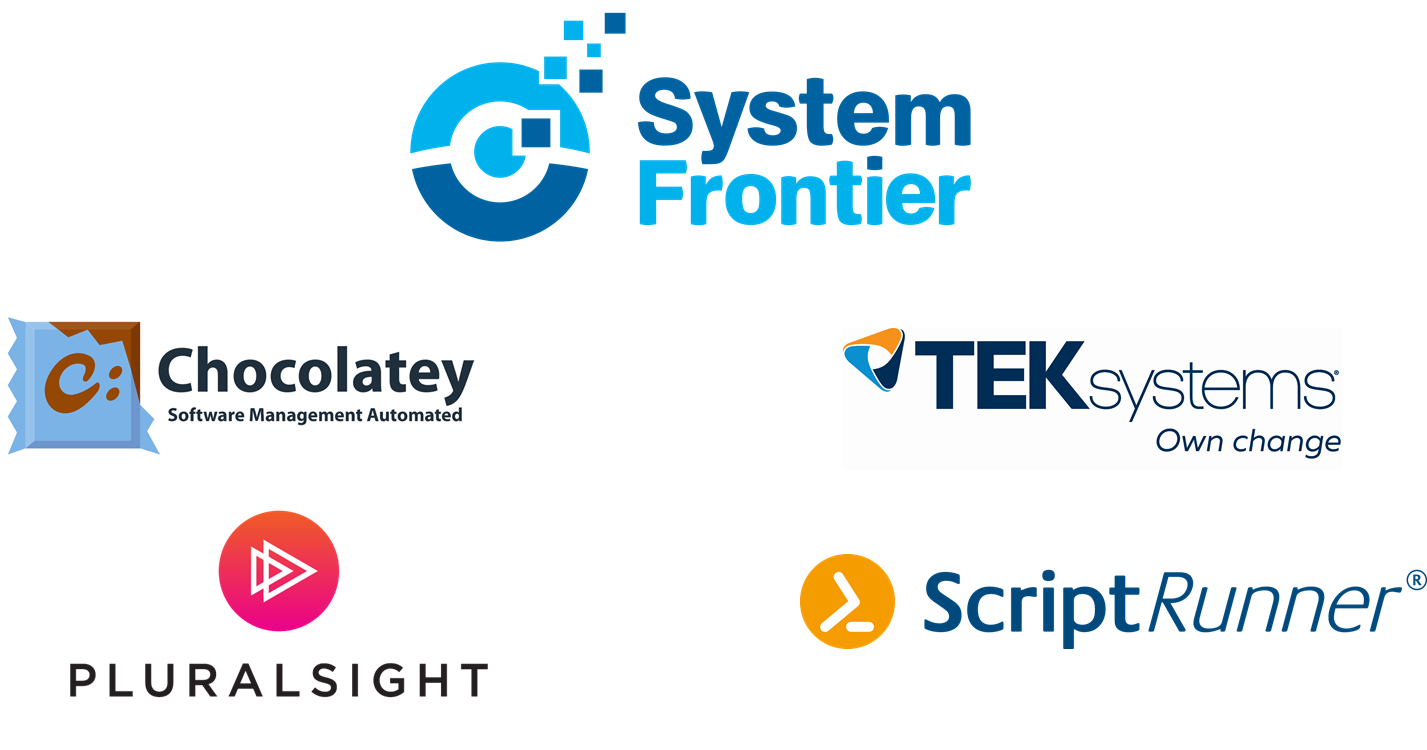 System
Frontier
C:
Chocolatey
Software Management Automated
TEKsystems®
Own change
PLURALSIGHT
ScriptRunner®